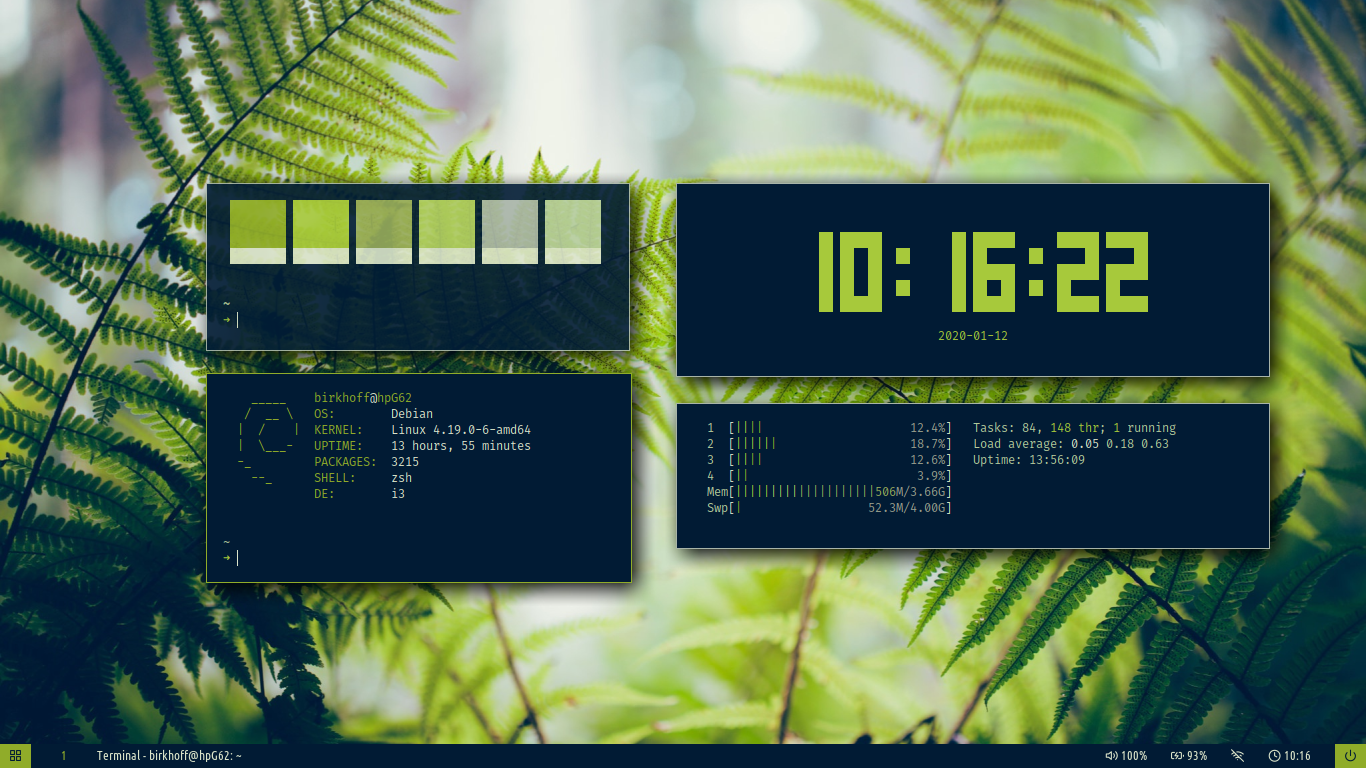 ~
→
10:16:22
2020-01-12
birkhoff@hpG62
OS: Debian
KERNEL: Linux 4.19.0-6-amd64
UPTIME: 13 hours, 55 minutes
PACKAGES: 3215
SHELL: zsh
DE: i3
~
→
1 [|||| 12.4%]
2 [|||||| 18.7%]
3 [|||| 12.6%]
4 [|| 3.9%]
Mem[||||||||||||||||||||506M/3.66G]
Swp[| 52.3M/4.00G]
Tasks: 84, 148 thr; 1 running
Load average: 0.05 0.18 0.63
Uptime: 13:56:09
1 Terminal - birkhoff@hpG62: ~ 100% 93% 10:16